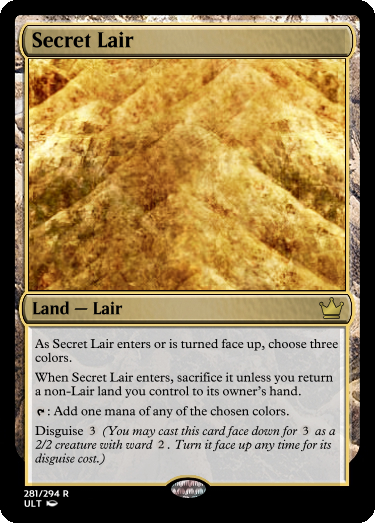 Secret Lair
Land — Lair
As Secret Lair enters or is turned face up, choose three
colors.
When Secret Lair enters, sacrifice it unless you return
a non-Lair land you control to its owner's hand.
: Add one mana of any of the chosen colors.
Disguise 3 (You may cast this card face down for 3 as a
2/2 creature with ward 2. Turn it face up any time for its
disguise cost.)
281/294 R
ULT